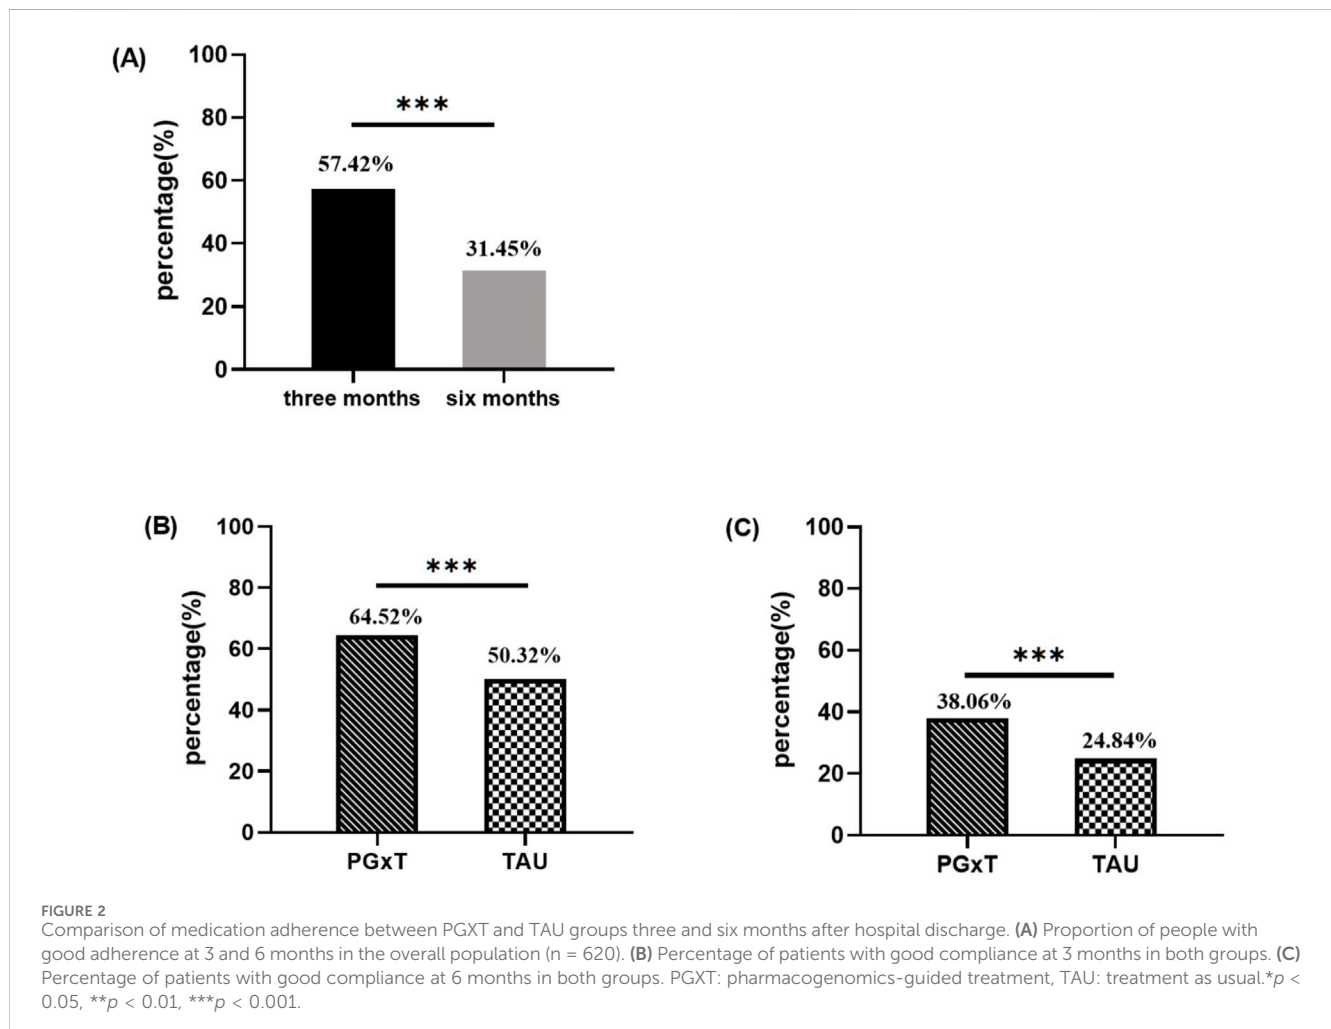 (A)
percentage(%)
100
80
60
40
20
0
***
57.42%
31.45%
three months
six months
(B)
percentage(%)
100
80
60
40
20
0
***
64.52%
50.32%
PGxT
TAU
(C)
percentage(%)
100
80
60
40
20
0
***
38.06%
24.84%
PGxT
TAU
FIGURE 2
Comparison of medication adherence between PGXT and TAU groups three and six months after hospital discharge. (A) Proportion of people with
good adherence at 3 and 6 months in the overall population (n = 620). (B) Percentage of patients with good compliance at 3 months in both groups. (C)
Percentage of patients with good compliance at 6 months in both groups. PGXT: pharmacogenomics-guided treatment, TAU: treatment as usual.*p <
0.05, **p < 0.01, ***p < 0.001.